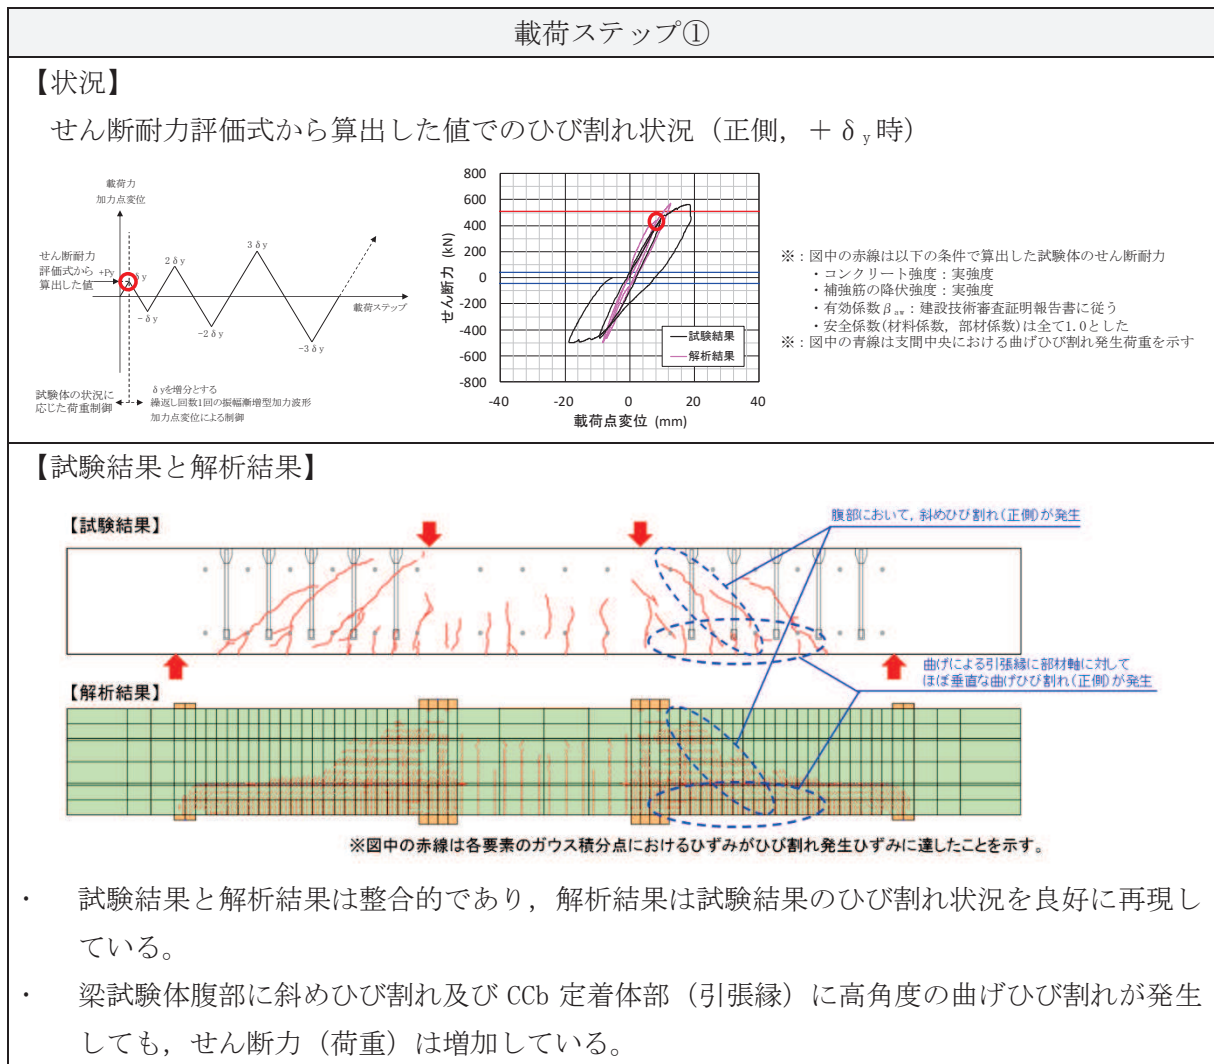 載荷ステップ①
【状況】
せん断耐力評価式から算出した値でのひび割れ状況（正側，＋δy時）
載荷力
加力点変位
せん断耐力
評価式から
算出した値
+Py
δy
2δy
3δy
-δy
-2δy
-3δy
載荷ステップ
試験体の状況に
応じた荷重制御
δyを増分とする
繰返し回数1回の振幅漸増型加力波形
加力点変位による制御
せん断力 (kN)
800
600
400
200
0
-200
-400
-600
-800
-40
-20
0
20
40
載荷点変位 (mm)
試験結果
解析結果
※：図中の赤線は以下の条件で算出した試験体のせん断耐力
・コンクリート強度：実強度
・補強筋の降伏強度：実強度
・有効係数βaw：建設技術審査証明報告書に従う
・安全係数(材料係数，部材係数)は全て1.0とした
※：図中の青線は支間中央における曲げひび割れ発生荷重を示す
【試験結果と解析結果】
【試験結果】
腹部において，斜めひび割れ(正側)が発生
曲げによる引張縁に部材軸に対して
ほぼ垂直な曲げひび割れ(正側)が発生
【解析結果】
※図中の赤線は各要素のガウス積分点におけるひずみがひび割れ発生ひずみに達したことを示す。
・ 試験結果と解析結果は整合的であり，解析結果は試験結果のひび割れ状況を良好に再現し
ている。
・ 梁試験体腹部に斜めひび割れ及び CCb 定着体部（引張縁）に高角度の曲げひび割れが発生
しても，せん断力（荷重）は増加している。